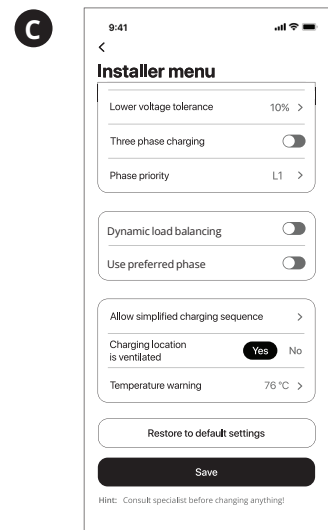 C
9:41
Installer menu
Lower voltage tolerance 10% >
Three phase charging
Phase priority L1 >
Dynamic load balancing
Use preferred phase
Allow simplified charging sequence >
Charging location
is ventilated Yes No
Temperature warning 76 °C >
Restore to default settings
Save
Hint: Consult specialist before changing anything!